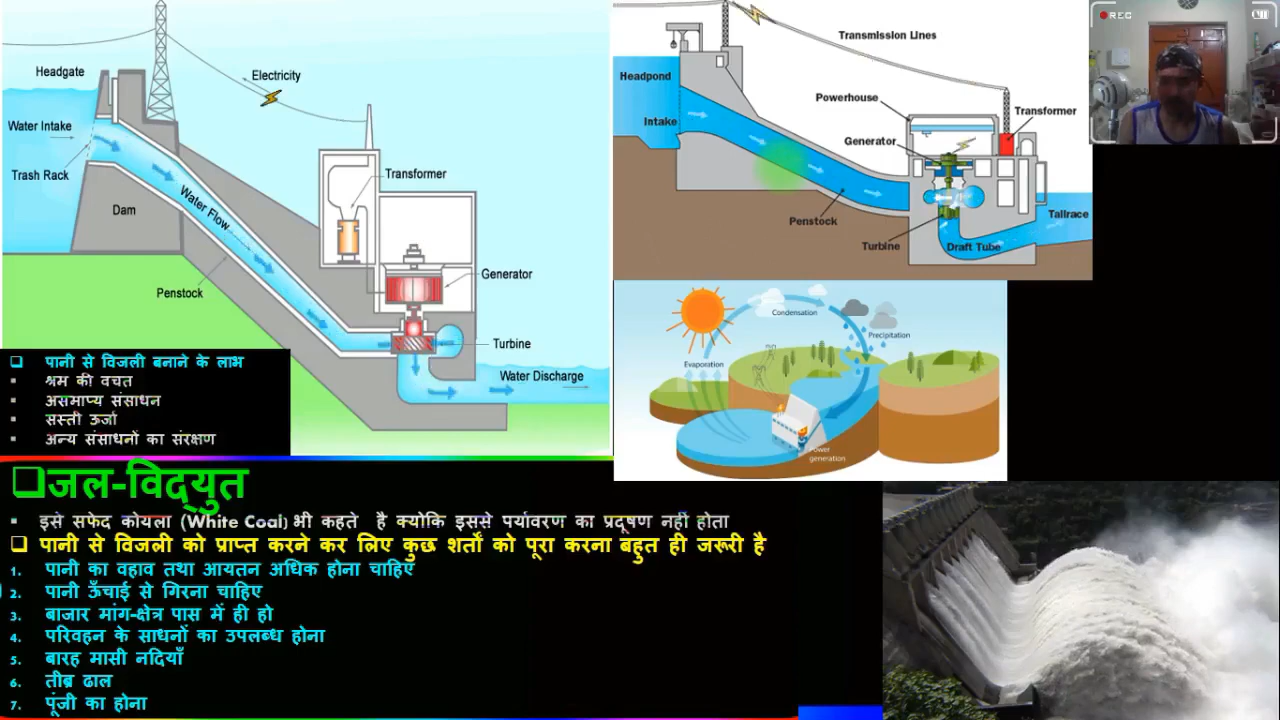 Headgate
Electricity
Water Intake
Trash Rack
Transformer
Dam
Water Flow
Penstock
Generator
Turbine
Water Discharge
Transmission Lines
Headpond
Powerhouse
Transformer
Intake
Generator
Penstock
Turbine
Draft Tube
Tailrace
REC
Condensation
Precipitation
Evaporation
Power
generation
❑ पानी से विजली बनाने के लाभ
▪ श्रम की वचत
▪ असमाप्य संसाधन
▪ सस्ती ऊर्जा
▪ अन्य संसाधनों का संरक्षण
❑जल-विद्युत
▪ इसे सफेद कोयला (White Coal) भी कहते है क्योकि इससे पर्यावरण का प्रदूषण नहीं होता
❑ पानी से विजली को प्राप्त करने कर लिए कुछ शर्तों को पूरा करना बहुत ही जरूरी है
1. पानी का वहाव तथा आयतन अधिक होना चाहिए
2. पानी ऊँचाई से गिरना चाहिए
3. बाजार मांग-क्षेत्र पास में ही हो
4. परिवहन के साधनों का उपलब्ध होना
5. बारह मासी नदियाँ
6. तीब्र ढाल
7. पूंजी का होना